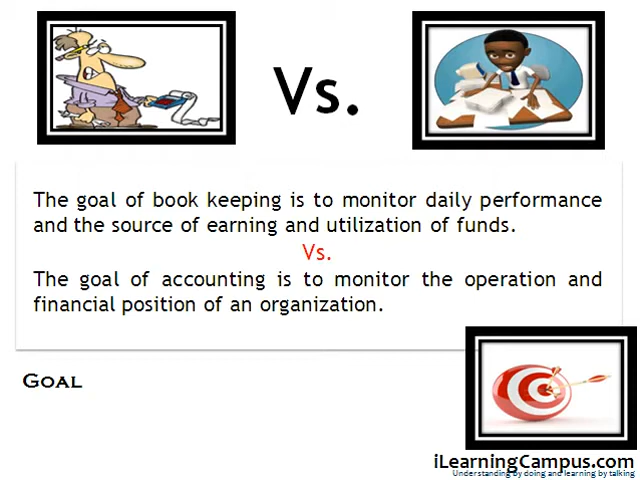 Vs.
The goal of book keeping is to monitor daily performance
and the source of earning and utilization of funds.
Vs.
The goal of accounting is to monitor the operation and
financial position of an organization.
Goal
iLearningCampus.com
Understanding by doing and learning by talking